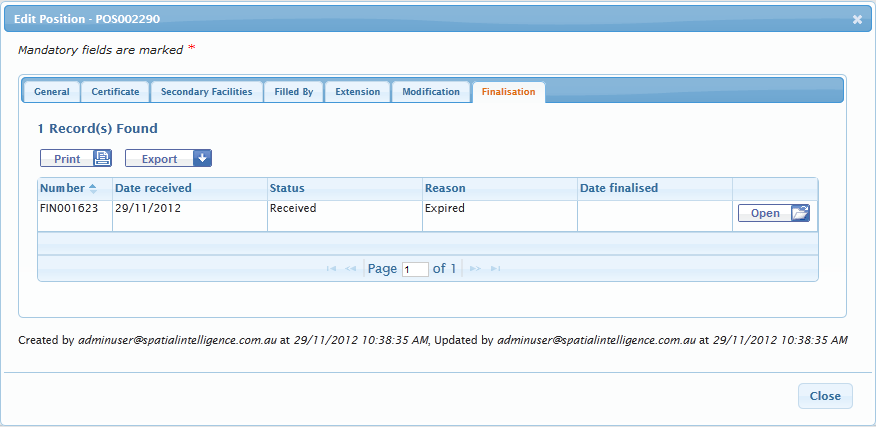 Edit Position - POS002290
Mandatory fields are marked *
General Certificate Secondary Facilities Filled By Extension Modification Finalisation
1 Record(s) Found
Print Export
Number Date received Status Reason Date finalised
FIN001623 29/11/2012 Received Expired Open
Page 1 of 1
Created by adminuser@spatialintelligence.com.au at 29/11/2012 10:38:35 AM, Updated by adminuser@spatialintelligence.com.au at 29/11/2012 10:38:35 AM
Close